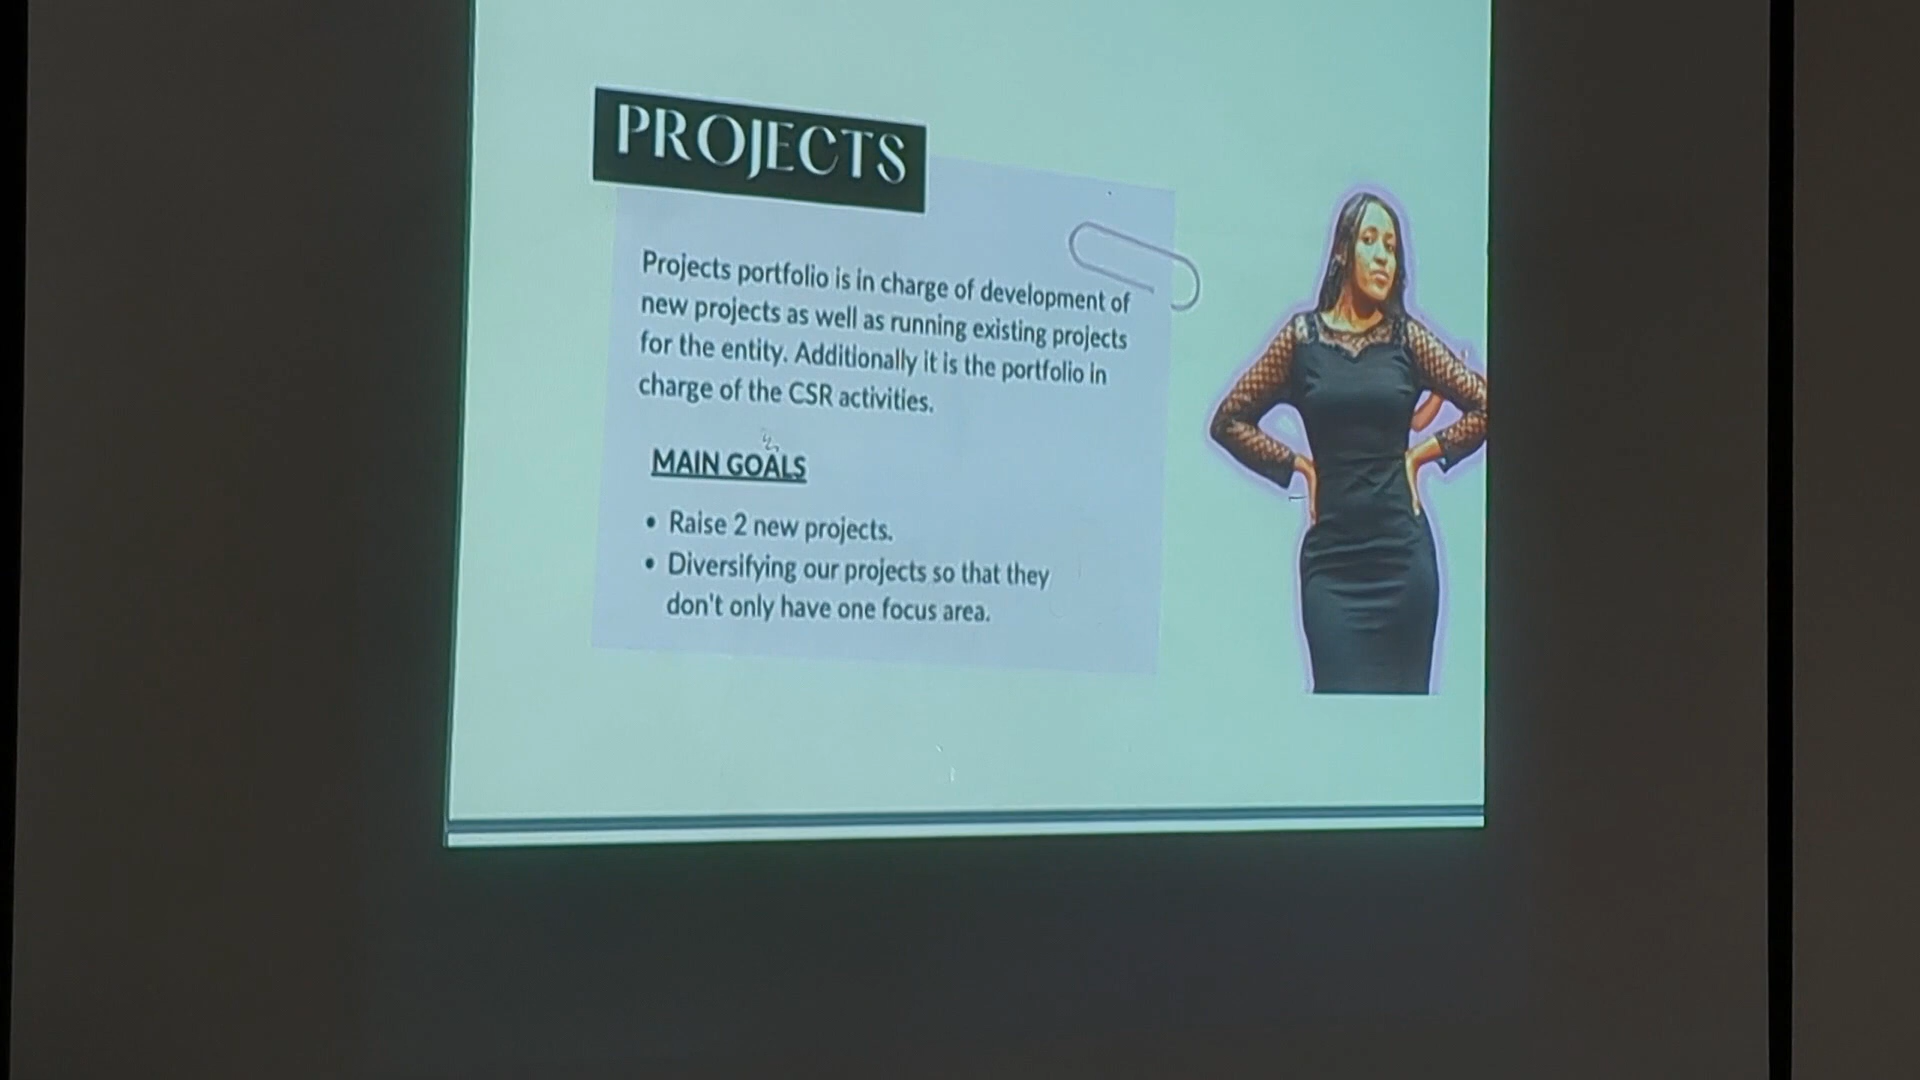 PROJECTS
Projects portfolio is in charge of development of
new projects as well as running existing projects
for the entity. Additionally it is the portfolio in
charge of the CSR activities.
MAIN GOALS
• Raise 2 new projects.
• Diversifying our projects so that they
don't only have one focus area.